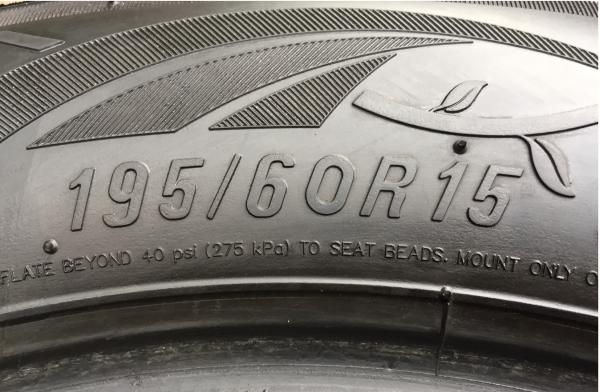 195/60R15
FLATE BEYOND 40 psi (275 kPa) TO SEAT BEADS. MOUNT ONLY O